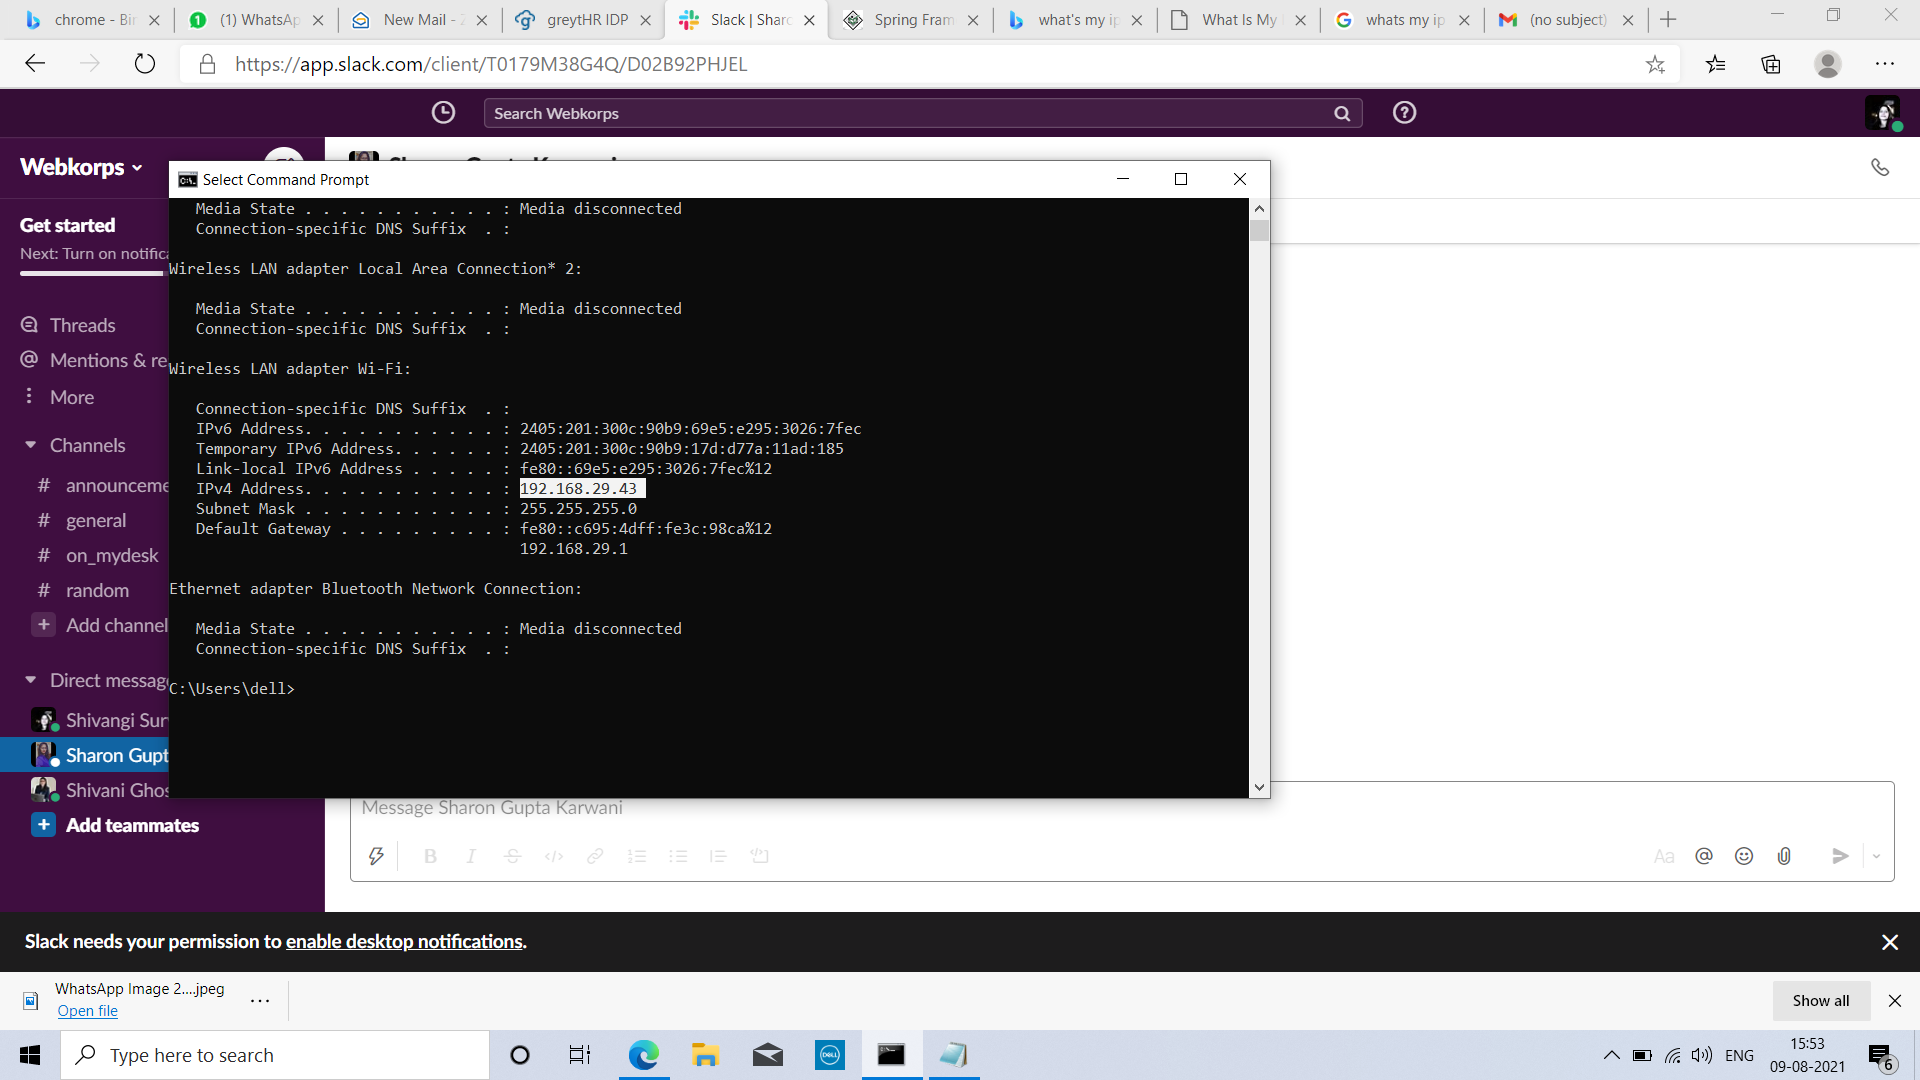 chrome - Bin
(1) WhatsAp
New Mail - Z
greytHR IDP
Slack | Shar
Spring Fram
what's my ip
What Is My
whats my ip
(no subject)
https://app.slack.com/client/T0179M38G4Q/D02B92PHJEL
Search Webkorps
Webkorps
Get started
Next: Turn on notifica
Threads
@ Mentions & re
More
Channels
# announceme
# general
# on_mydesk
# random
+ Add channel
Direct messag
Shivangi Sur
Sharon Gupt
Shivani Ghos
+ Add teammates
Select Command Prompt
Media State . . . . . . . . . . . : Media disconnected
Connection-specific DNS Suffix  . :
Wireless LAN adapter Local Area Connection* 2:
Media State . . . . . . . . . . . : Media disconnected
Connection-specific DNS Suffix  . :
Wireless LAN adapter Wi-Fi:
Connection-specific DNS Suffix  . :
IPv6 Address. . . . . . . . . . . : 2405:201:300c:90b9:69e5:e295:3026:7fec
Temporary IPv6 Address. . . . . . : 2405:201:300c:90b9:17d:d77a:11ad:185
Link-local IPv6 Address . . . . . : fe80::69e5:e295:3026:7fec%12
IPv4 Address. . . . . . . . . . . : 192.168.29.43
Subnet Mask . . . . . . . . . . . : 255.255.255.0
Default Gateway . . . . . . . . . : fe80::c695:4dff:fe3c:98ca%12
192.168.29.1
Ethernet adapter Bluetooth Network Connection:
Media State . . . . . . . . . . . : Media disconnected
Connection-specific DNS Suffix  . :
C:\Users\dell>
Message Sharon Gupta Karwani
B I S Aa @
Slack needs your permission to enable desktop notifications.
WhatsApp Image 2....jpeg
Open file
Show all
Type here to search
DELL
ENG
15:53
09-08-2021
6